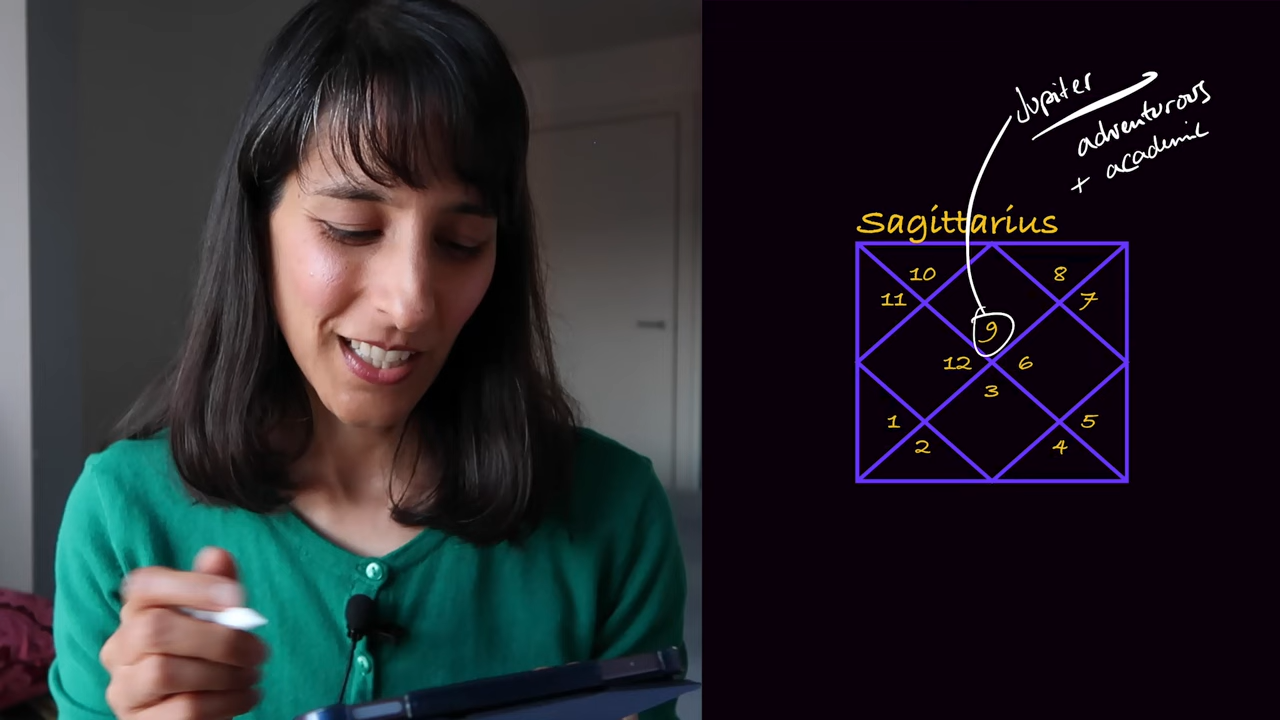 Jupiter
adventurous
+ academic
Sagittarius
10 8
11 7
9
12 6
3
1 5
2 4